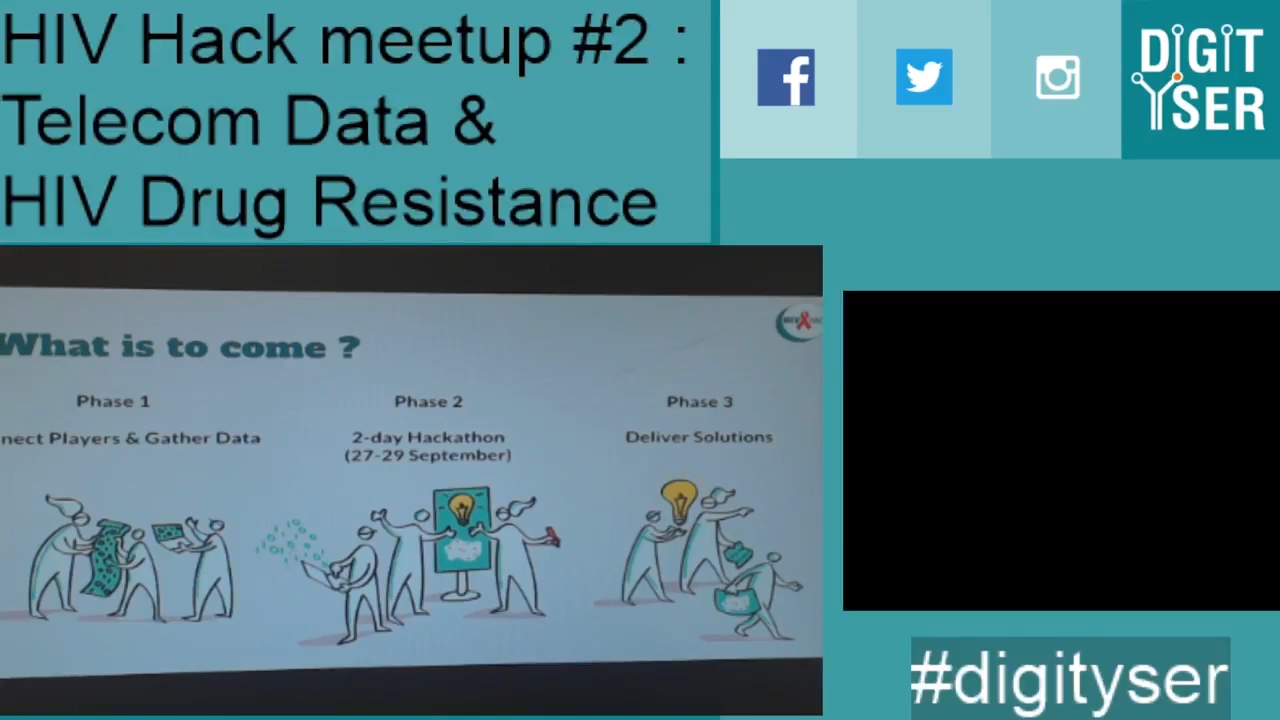 HIV Hack meetup #2 :
Telecom Data &
HIV Drug Resistance
DIGIT
YSER
What is to come ?
Phase 1
nect Players & Gather Data
Phase 2
2-day Hackathon
(27-29 September)
Phase 3
Deliver Solutions
#digityser